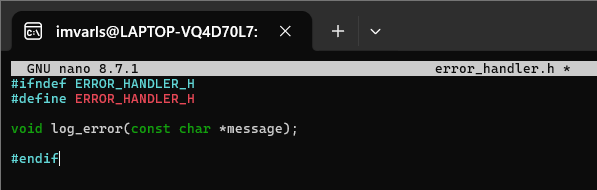 imvarls@LAPTOP-VQ4D70L7:
GNU nano 8.7.1 error_handler.h *
#ifndef ERROR_HANDLER_H
#define ERROR_HANDLER_H
void log_error(const char *message);
#endif